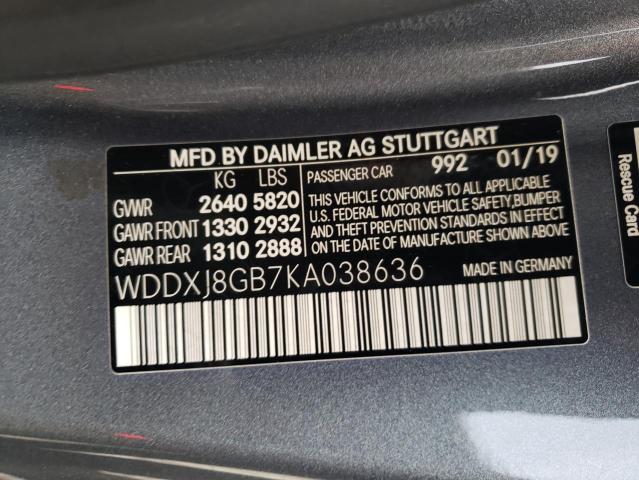 MFD BY DAIMLER AG STUTTGART
KG LBS
GWVR 2640 5820
GAWR FRONT 1330 2932
GAWR REAR 1310 2888
PASSENGER CAR 992 01/19
THIS VEHICLE CONFORMS TO ALL APPLICABLE
U.S. FEDERAL MOTOR VEHICLE SAFETY, BUMPER
AND THEFT PREVENTION STANDARDS IN EFFECT
ON THE DATE OF MANUFACTURE SHOWN ABOVE.
WDDXJ8GB7KA038636
MADE IN GERMANY
Rescue Card